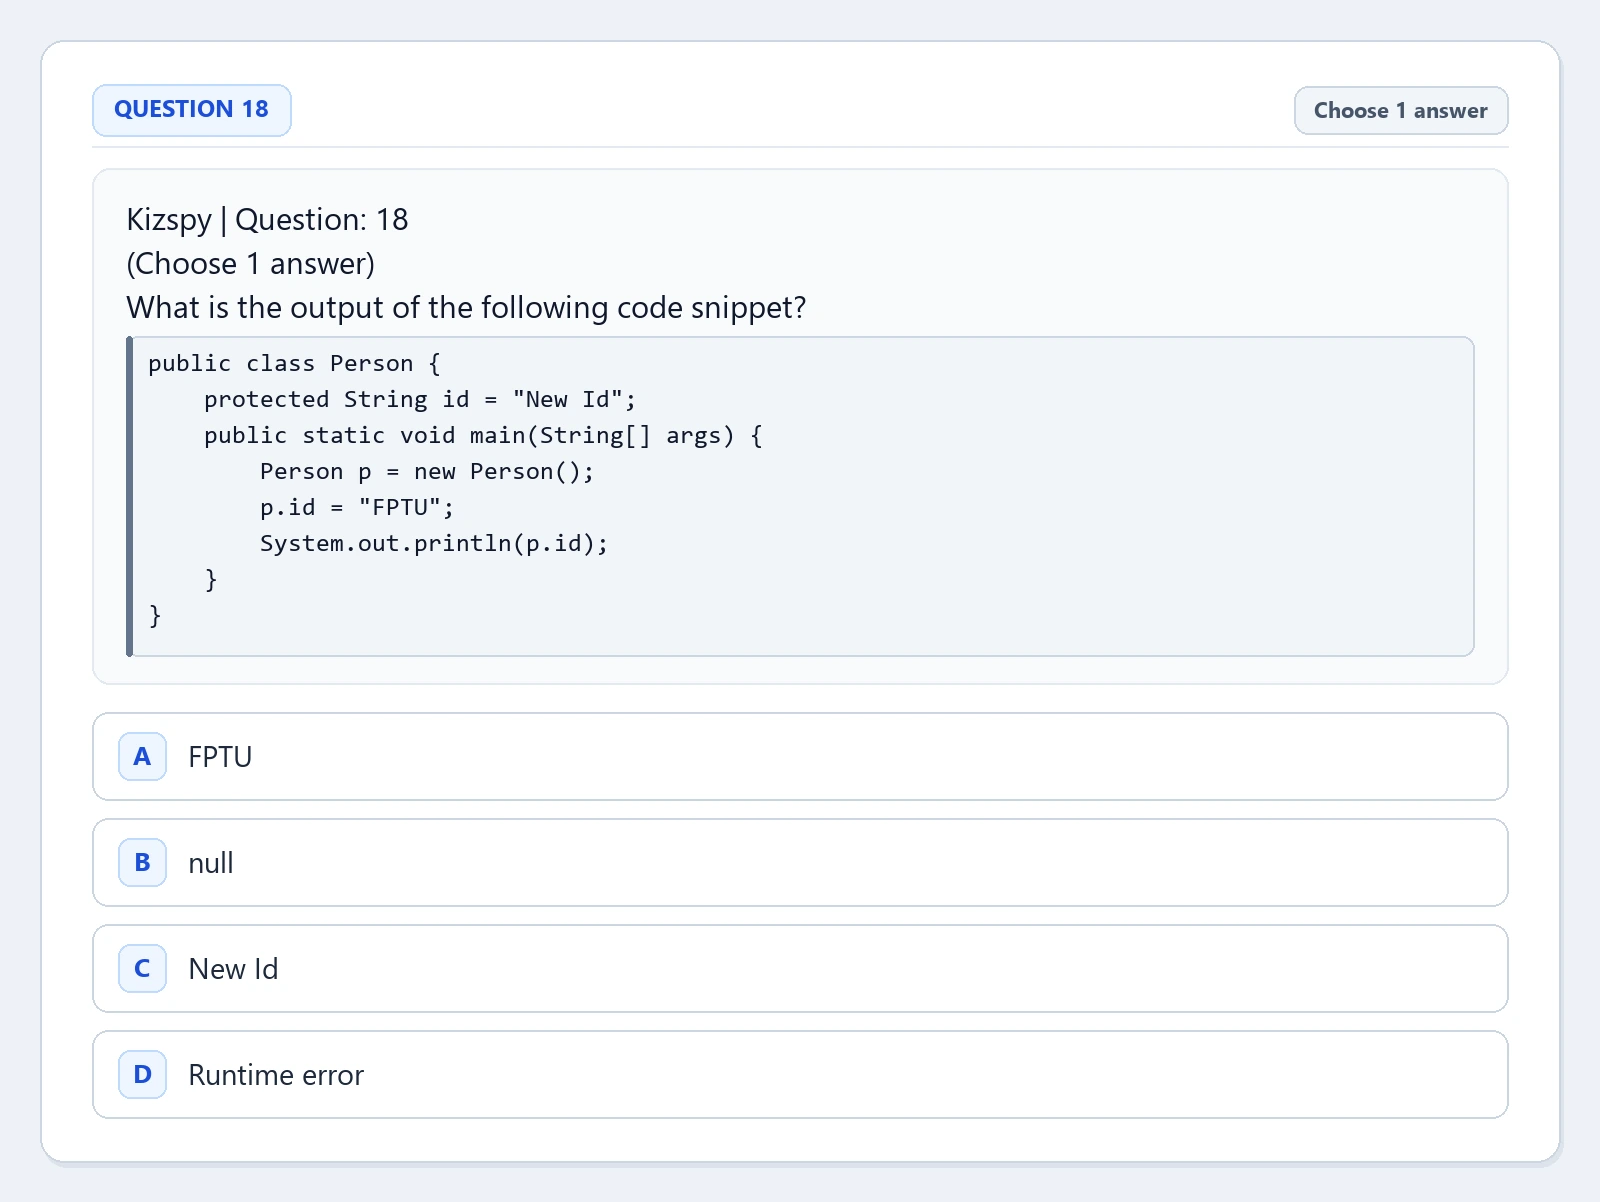 QUESTION 18
Choose 1 answer
Kizspy | Question: 18
(Choose 1 answer)
What is the output of the following code snippet?
public class Person {
    protected String id = "New Id";
    public static void main(String[] args) {
        Person p = new Person();
        p.id = "FPTU";
        System.out.println(p.id);
    }
}
A FPTU
B null
C New Id
D Runtime error